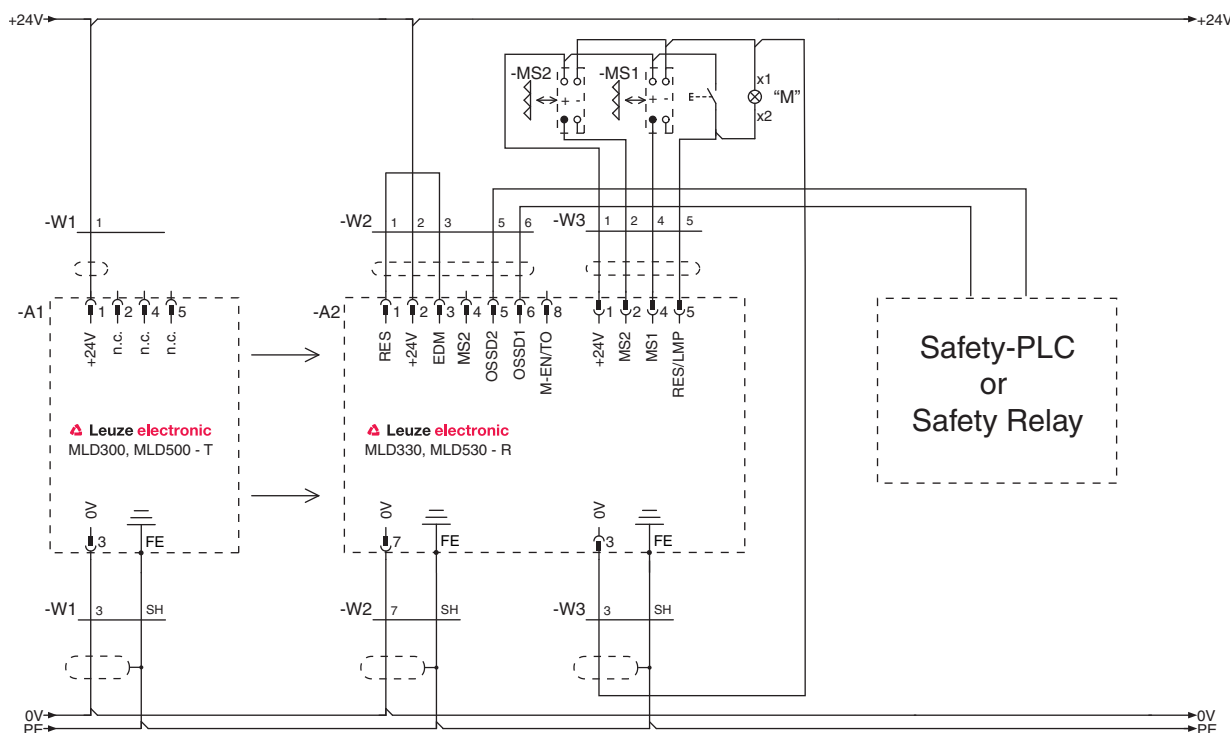 +24V
+24V
-MS2
-MS1
+ -
+ -
E
x1
x2
“M”
-W1
1
-W2
1
2
3
5
6
-W3
1
2
4
5
-A1
1
2
4
5
+24V
n.c.
n.c.
n.c.
-A2
1
2
3
4
5
6
8
RES
+24V
EDM
MS2
OSSD2
OSSD1
M-EN/TO
1
2
4
5
+24V
MS2
MS1
RES/LMP
Safety-PLC
or
Safety Relay
Leuze electronic
MLD300, MLD500 - T
Leuze electronic
MLD330, MLD530 - R
0V
3
FE
0V
7
FE
3
FE
-W1
3
SH
-W2
7
SH
-W3
3
SH
0V
0V
PE
PE